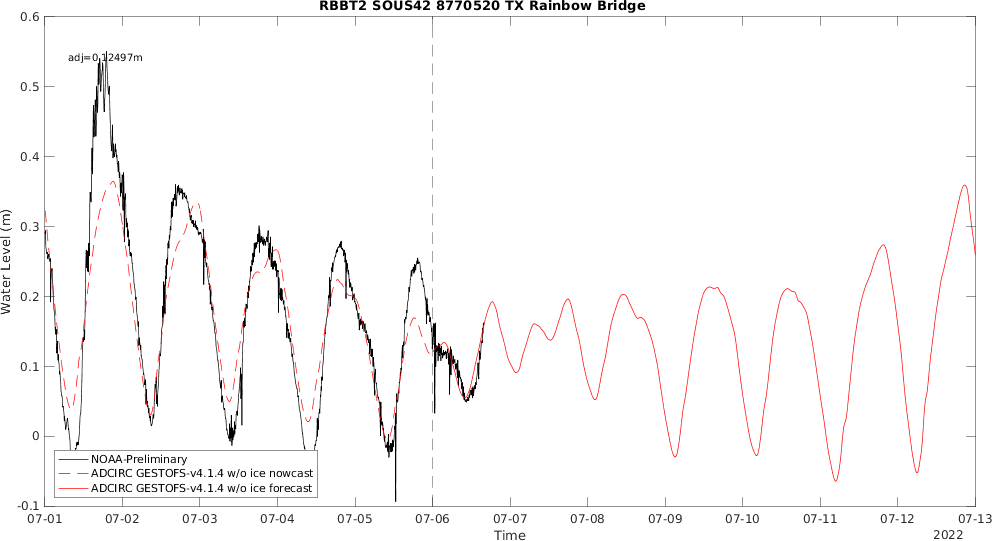 RBBT2 SOUS42 8770520 TX Rainbow Bridge
adj=0.12497m
0.6
0.5
0.4
0.3
0.2
0.1
0
-0.1
Water Level (m)
NOAA-Preliminary
ADCIRC GESTOFS-v4.1.4 w/o ice nowcast
ADCIRC GESTOFS-v4.1.4 w/o ice forecast
07-01 07-02 07-03 07-04 07-05 07-06 07-07 07-08 07-09 07-10 07-11 07-12 07-13
Time
2022